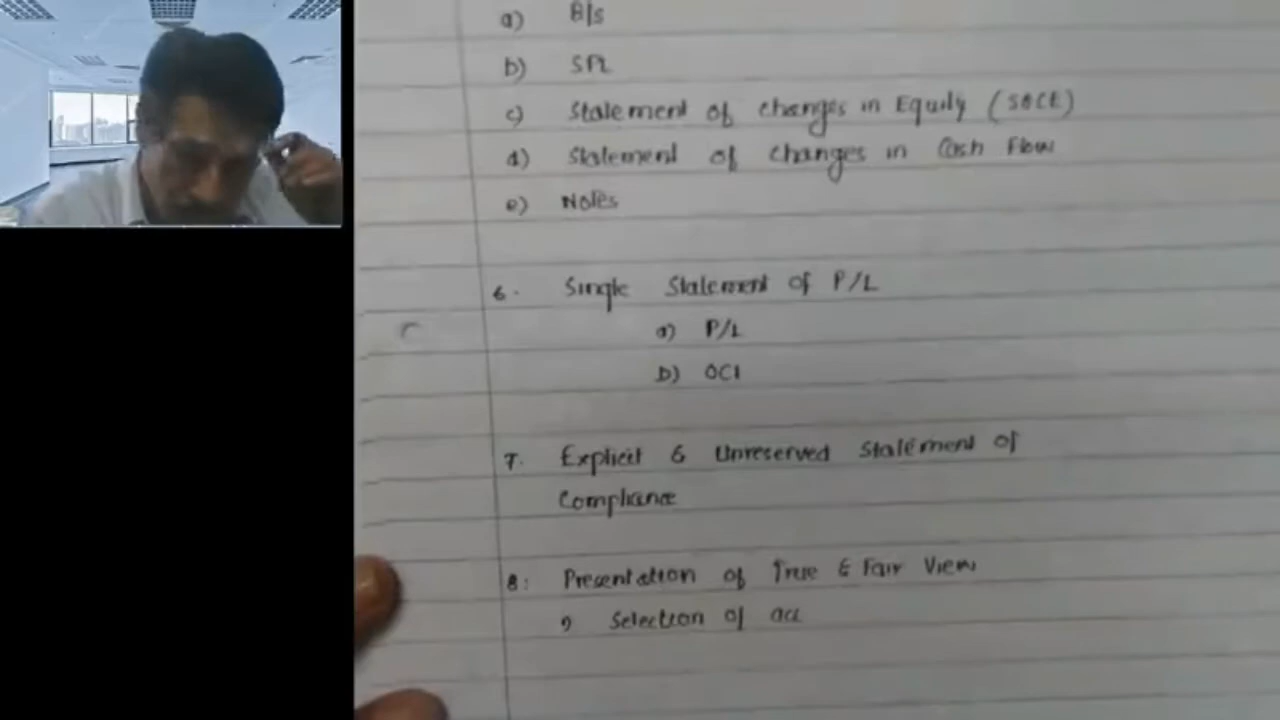 a) B/s
b) SPL
c) Statement of changes in Equity (SOCE)
d) Statement of changes in Cash Flow
e) Notes
6. Single Statement of P/L
a) P/L
b) OCI
7. Explicit & Unreserved Statement of
Compliance
8: Presentation of True & Fair View
Selection of acc